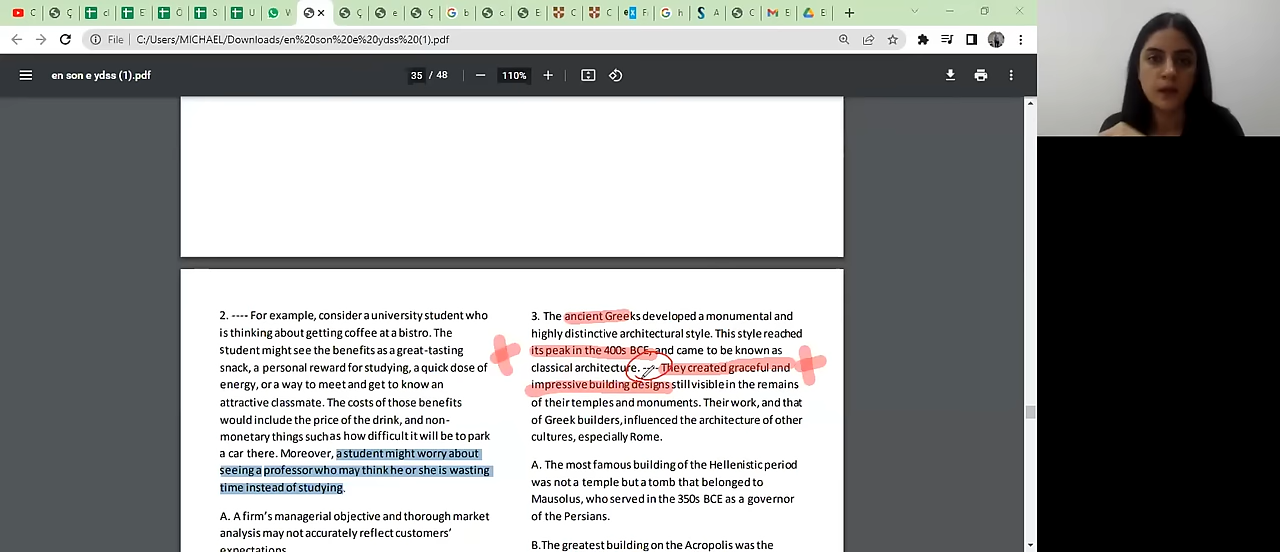 C
Ç
cl
E
Ö
S
U
V
Ç
e
Ç
b
c
E
C
C
F
h
A
C
E
E
File
C:/Users/MICHAEL/Downloads/en%20son%20e%20ydss%20(1).pdf
en son e ydss (1).pdf
35 / 48
110%
2. ---- For example, consider a university student who
is thinking about getting coffee at a bistro. The
student might see the benefits as a great-tasting
snack, a personal reward for studying, a quick dose of
energy, or a way to meet and get to know an
attractive classmate. The costs of those benefits
would include the price of the drink, and non-
monetary things such as how difficult it will be to park
a car there. Moreover, a student might worry about
seeing a professor who may think he or she is wasting
time instead of studying.
A. A firm's managerial objective and thorough market
analysis may not accurately reflect customers'
expectations.
3. The ancient Greeks developed a monumental and
highly distinctive architectural style. This style reached
its peak in the 400s BCE, and came to be known as
classical architecture. ---- They created graceful and
impressive building designs still visible in the remains
of their temples and monuments. Their work, and that
of Greek builders, influenced the architecture of other
cultures, especially Rome.
A. The most famous building of the Hellenistic period
was not a temple but a tomb that belonged to
Mausolus, who served in the 350s BCE as a governor
of the Persians.
B.The greatest building on the Acropolis was the